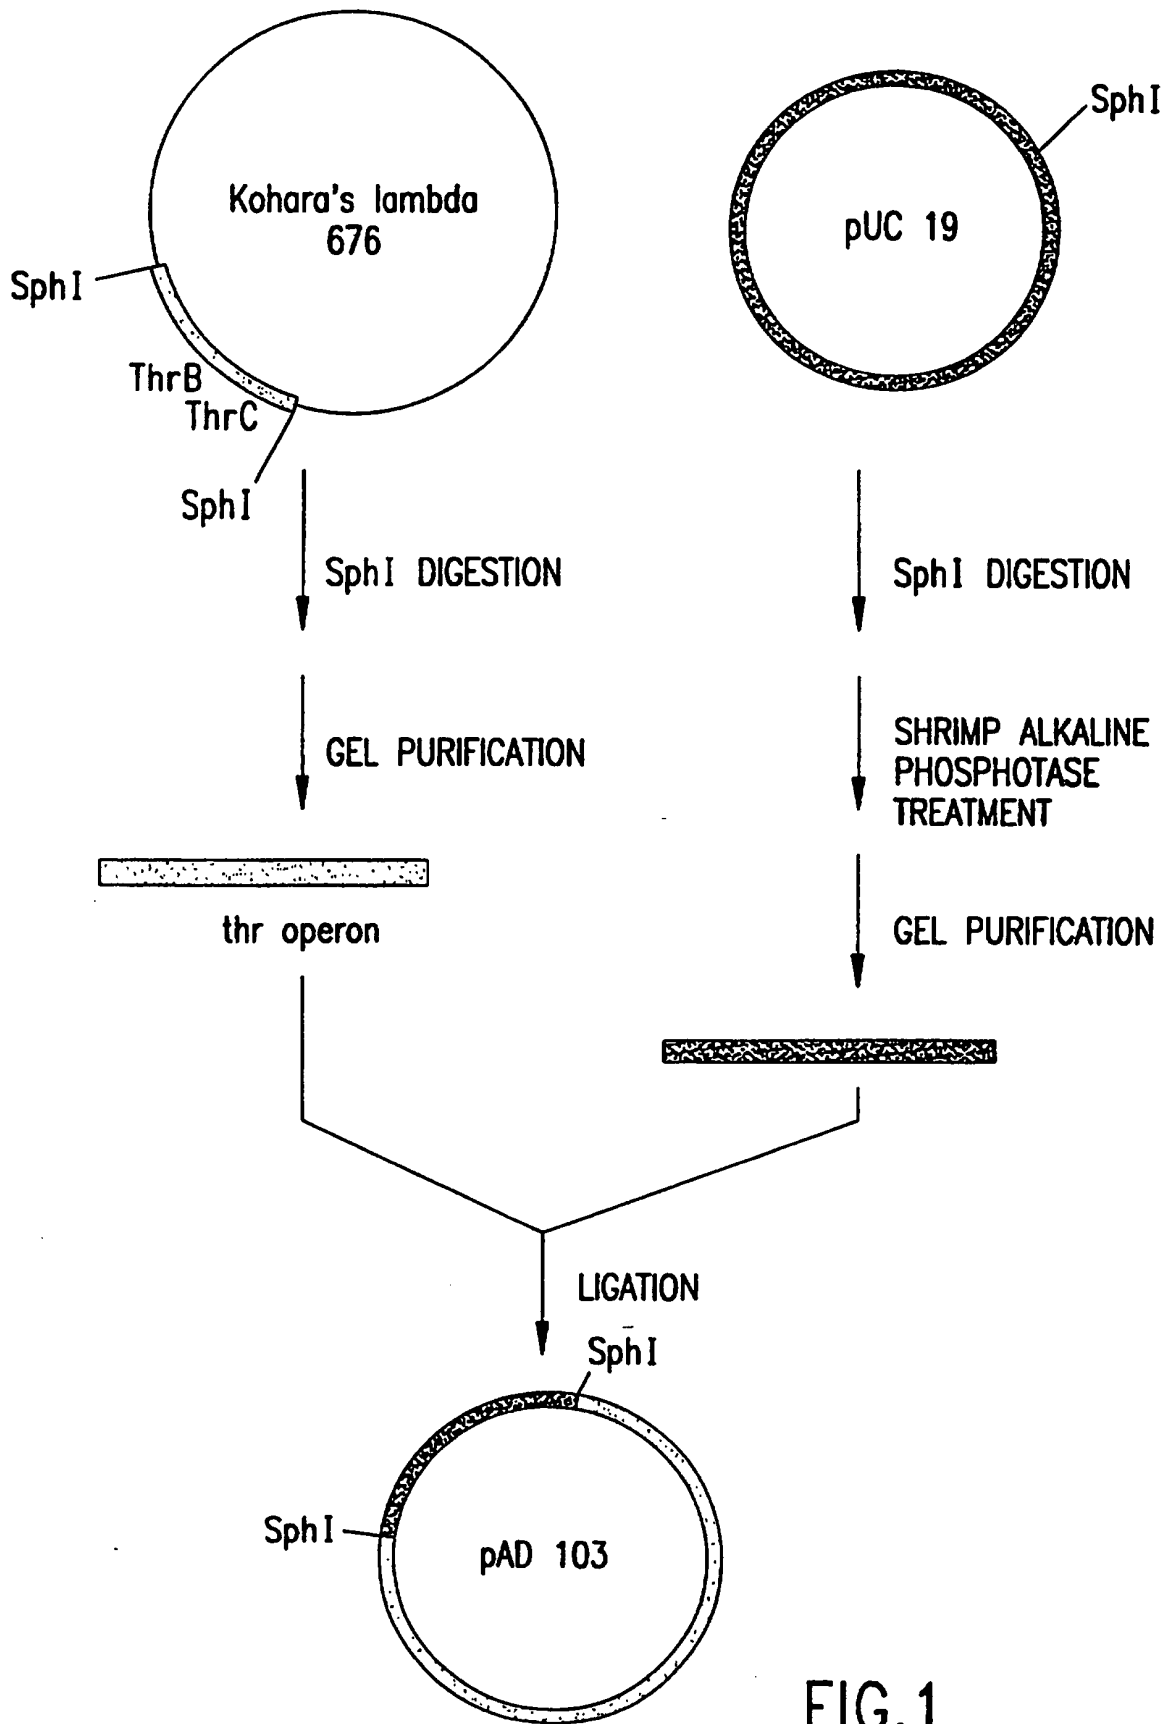 Kohara's lambda
676
SphI
ThrB
ThrC
SphI
pUC 19
SphI
SphI DIGESTION
SphI DIGESTION
GEL PURIFICATION
SHRIMP ALKALINE
PHOSPHOTASE
TREATMENT
thr operon
GEL PURIFICATION
LIGATION
SphI
SphI
pAD 103
FIG.1